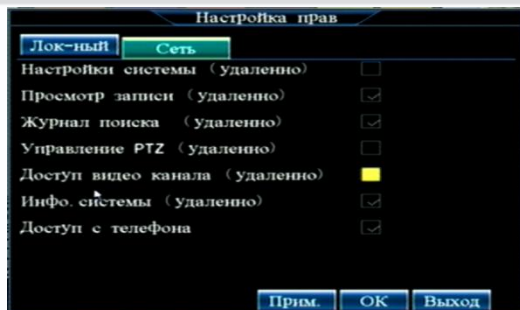 Настройка прав
Лок-ный Сеть
Настройки системы (удаленно)
Просмотр записи (удаленно)
Журнал поиска (удаленно)
Управление PTZ (удаленно)
Доступ видео канала (удаленно)
Инфо. системы (удаленно)
Доступ с телефона
Прим. ОК Выход